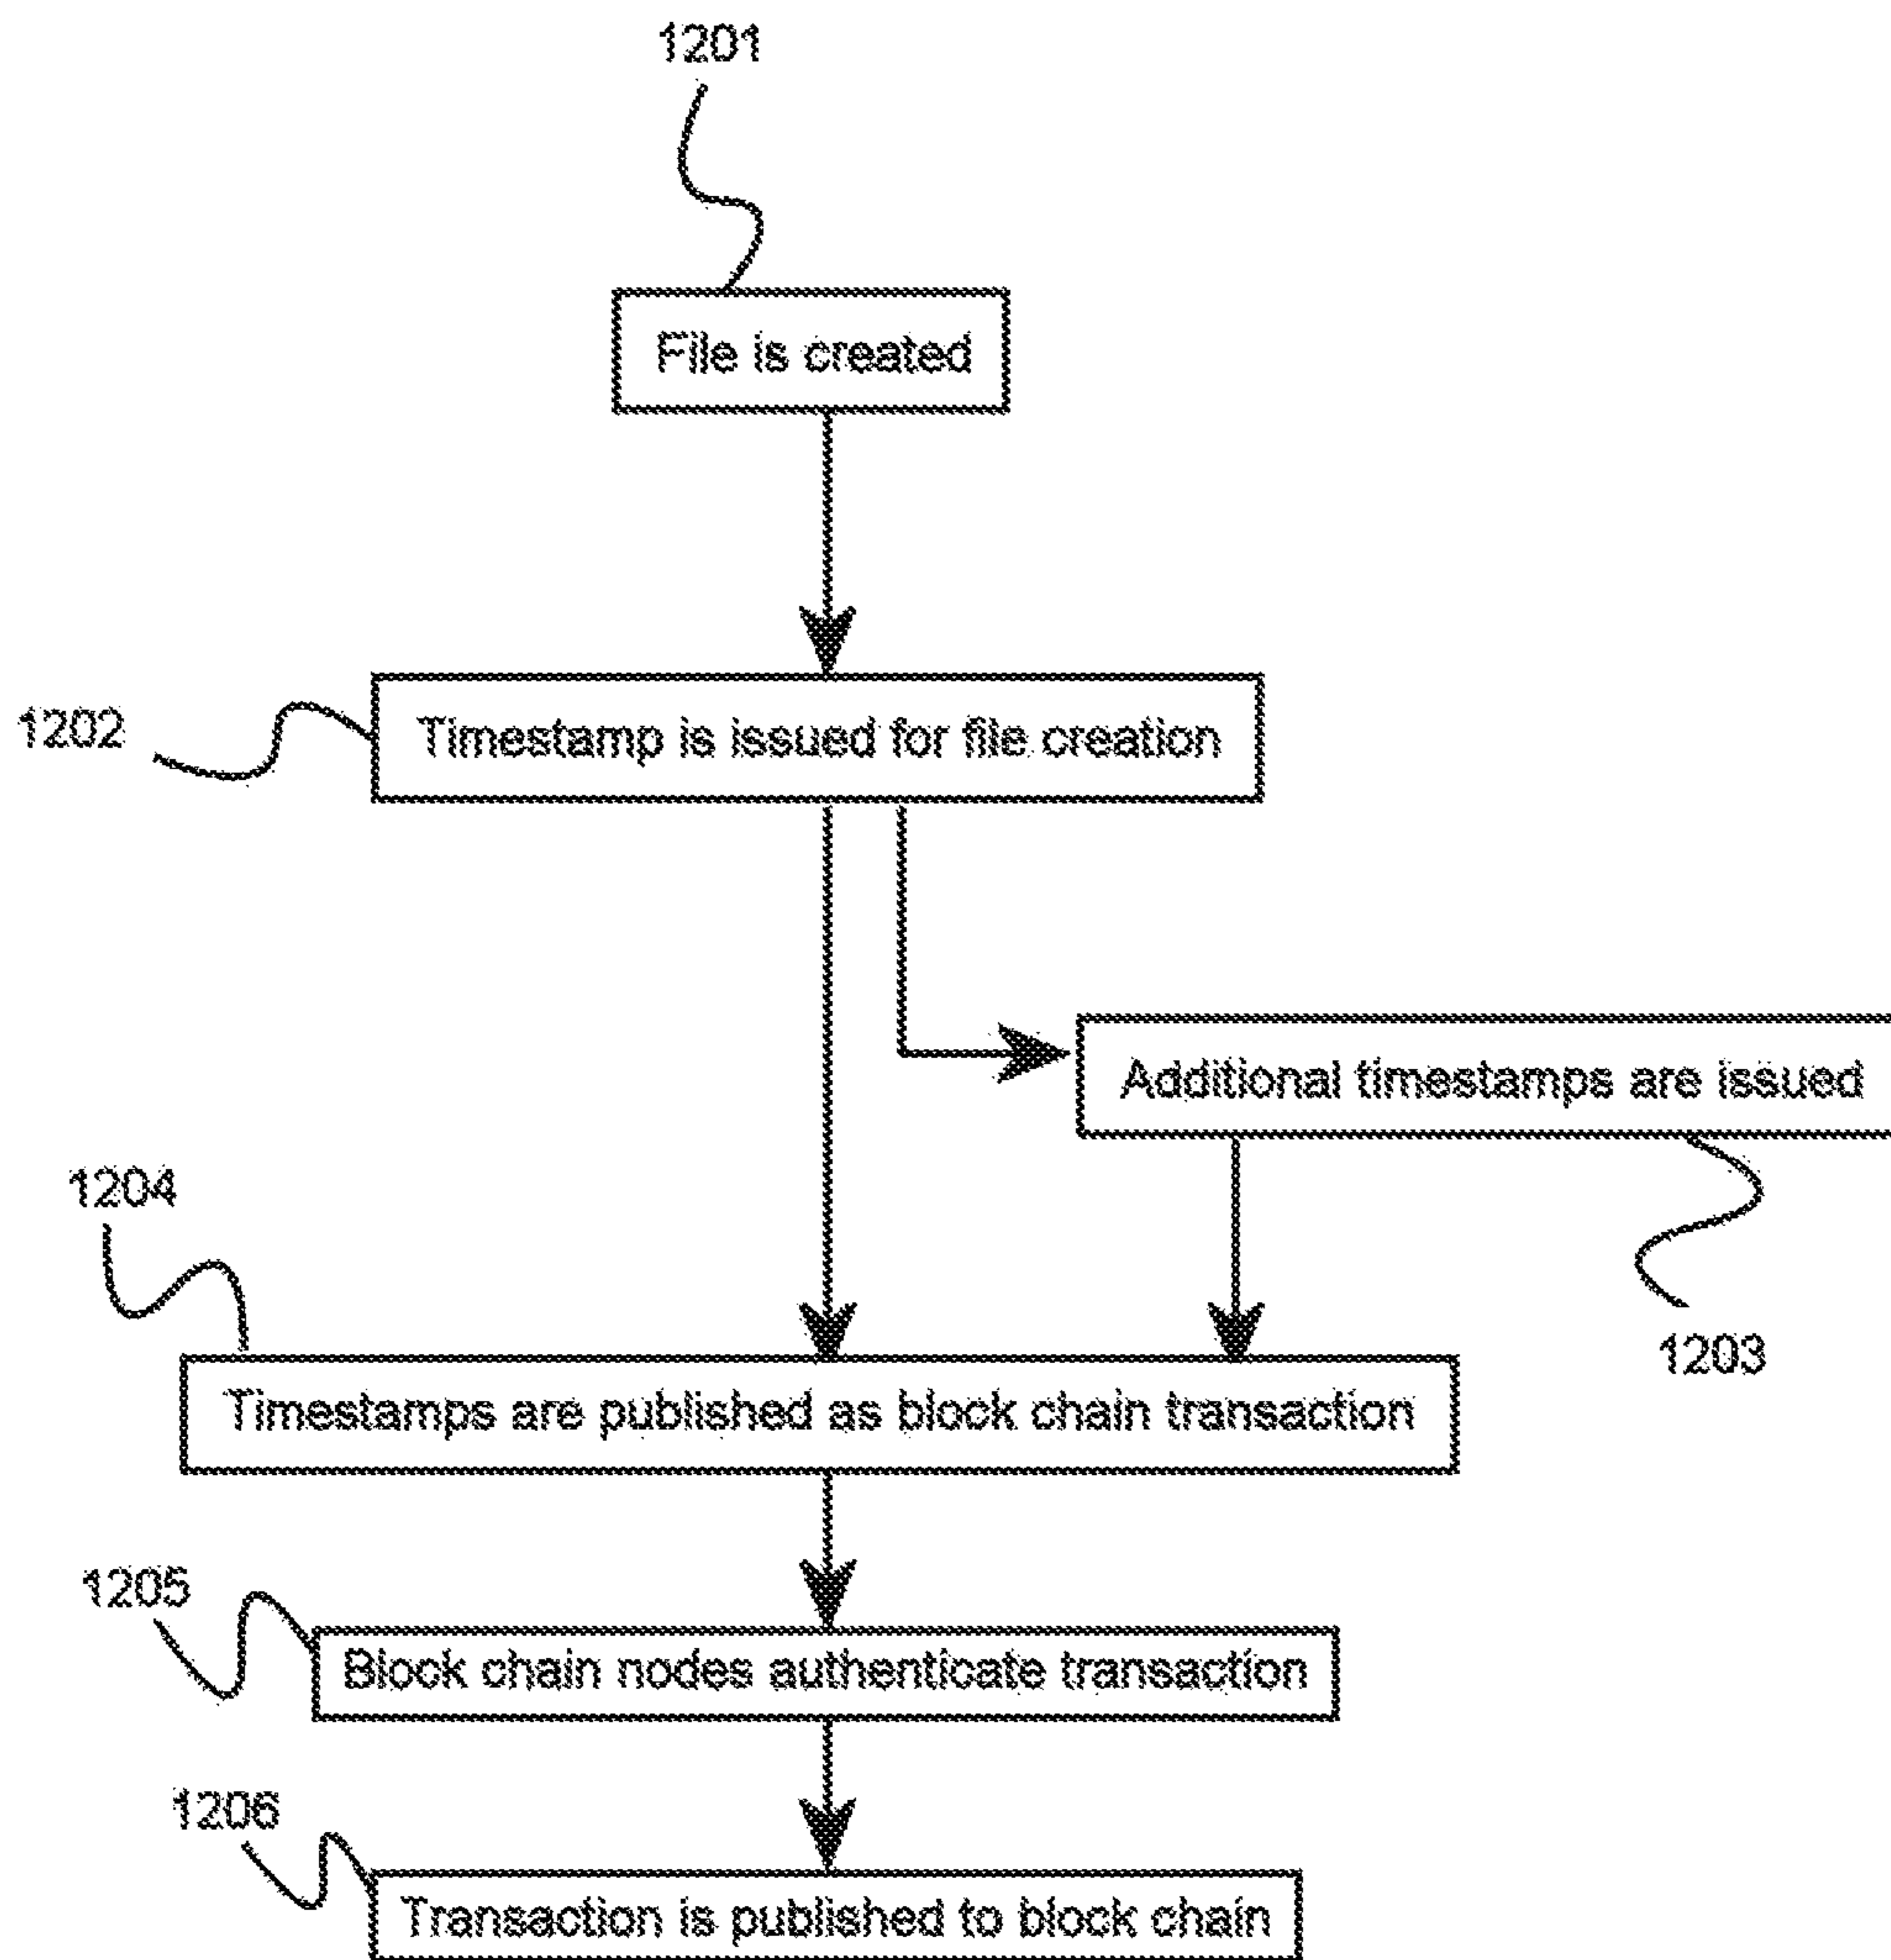 1201
File is created
1202
Timestamp is issued for file creation
Additional timestamps are issued
1203
1204
Timestamps are published as block chain transaction
1205
Block chain nodes authenticate transaction
1206
Transaction is published to block chain